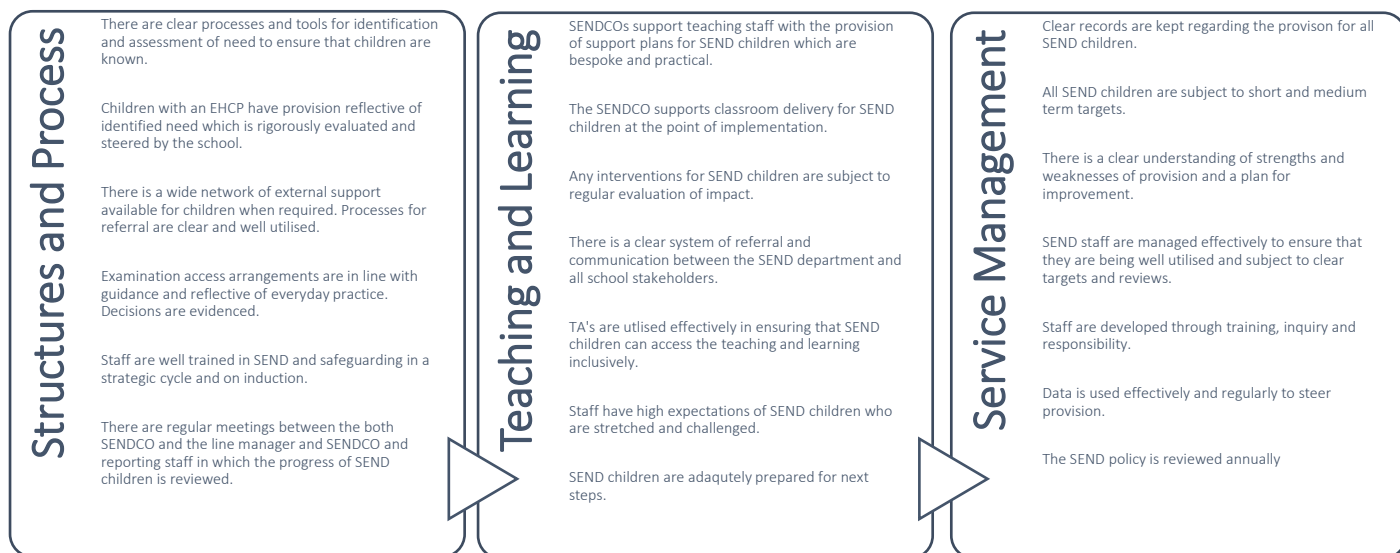 Structures and Process
There are clear processes and tools for identification
and assessment of need to ensure that children are
known.
Children with an EHCP have provision reflective of
identified need which is rigorously evaluated and
steered by the school.
There is a wide network of external support
available for children when required. Processes for
referral are clear and well utilised.
Examination access arrangements are in line with
guidance and reflective of everyday practice.
Decisions are evidenced.
Staff are well trained in SEND and safeguarding in a
strategic cycle and on induction.
There are regular meetings between the both
SENDCO and the line manager and SENDCO and
reporting staff in which the progress of SEND
children is reviewed.
Teaching and Learning
SENDCOs support teaching staff with the provision
of support plans for SEND children which are
bespoke and practical.
The SENDCO supports classroom delivery for SEND
children at the point of implementation.
Any interventions for SEND children are subject to
regular evaluation of impact.
There is a clear system of referral and
communication between the SEND department and
all school stakeholders.
TA's are utlised effectively in ensuring that SEND
children can access the teaching and learning
inclusively.
Staff have high expectations of SEND children who
are stretched and challenged.
SEND children are adaqutely prepared for next
steps.
Service Management
Clear records are kept regarding the provison for all
SEND children.
All SEND children are subject to short and medium
term targets.
There is a clear understanding of strengths and
weaknesses of provision and a plan for
improvement.
SEND staff are managed effectively to ensure that
they are being well utilised and subject to clear
targets and reviews.
Staff are developed through training, inquiry and
responsibility.
Data is used effectively and regularly to steer
provision.
The SEND policy is reviewed annually